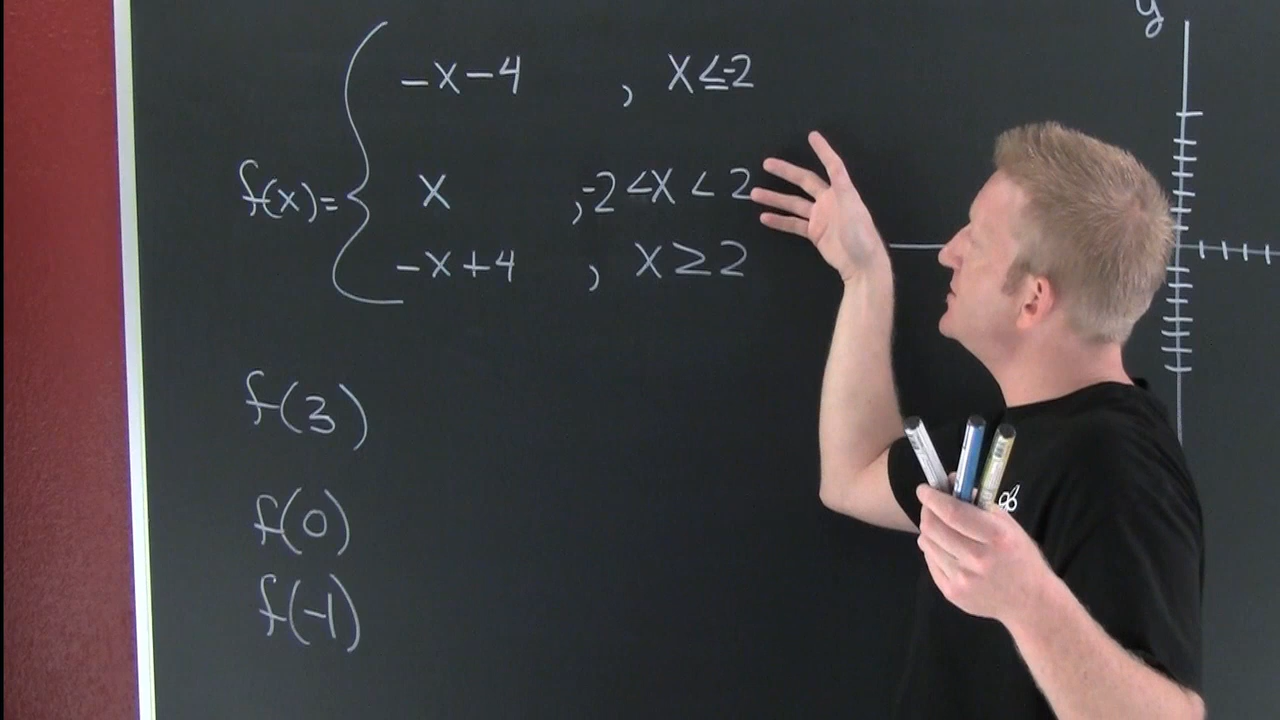 y
-x-4 , x≤-2
f(x)= { x , -2<x<2
-x+4 , x≥2
f(3)
f(0)
f(-1)